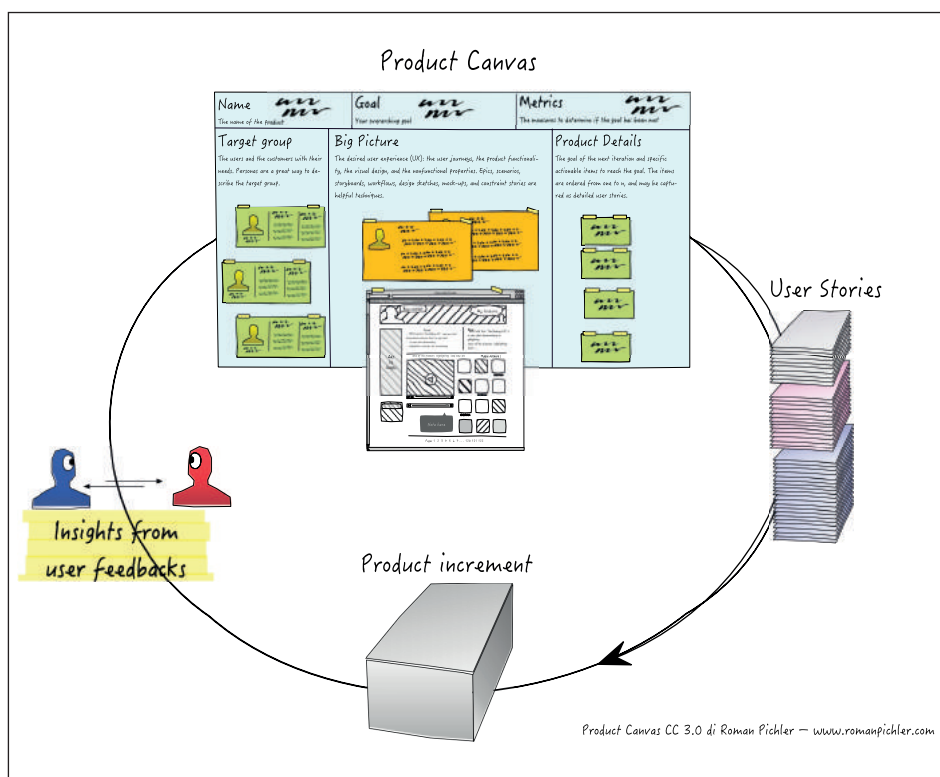 Product Canvas
Name
The name of the product
Goal
Your overarching goal
Metrics
The measures to determine if the goal has been met
Target group
The users and the customers with their
needs. Personas are a great way to de-
scribe the target group.
Big Picture
The desired user experience (UX): the user journeys, the product functionali-
ty, the visual design, and the nonfunctional properties. Epics, scenarios,
storyboards, workflows, design sketches, mock-ups, and constraint stories are
helpful techniques.
Product Details
The goal of the next iteration and specific
actionable items to reach the goal. The items
are ordered from one to n, and may be captu-
red as detailed user stories.
User Stories
Insights from
user feedbacks
Product increment
Product Canvas CC 3.0 di Roman Pichler – www.romanpichler.com